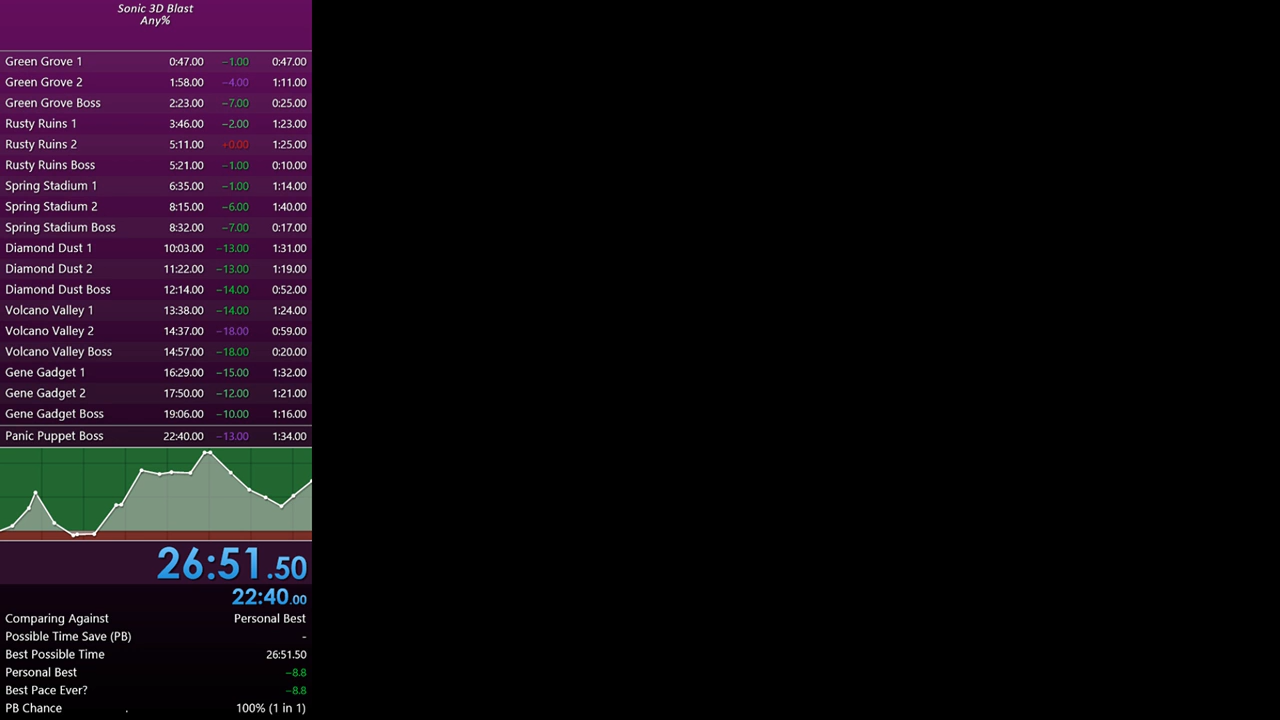 Sonic 3D Blast
Any%
Green Grove 1 0:47.00 −1.00 0:47.00
Green Grove 2 1:58.00 −4.00 1:11.00
Green Grove Boss 2:23.00 −7.00 0:25.00
Rusty Ruins 1 3:46.00 −2.00 1:23.00
Rusty Ruins 2 5:11.00 +0.00 1:25.00
Rusty Ruins Boss 5:21.00 −1.00 0:10.00
Spring Stadium 1 6:35.00 −1.00 1:14.00
Spring Stadium 2 8:15.00 −6.00 1:40.00
Spring Stadium Boss 8:32.00 −7.00 0:17.00
Diamond Dust 1 10:03.00 −13.00 1:31.00
Diamond Dust 2 11:22.00 −13.00 1:19.00
Diamond Dust Boss 12:14.00 −14.00 0:52.00
Volcano Valley 1 13:38.00 −14.00 1:24.00
Volcano Valley 2 14:37.00 −18.00 0:59.00
Volcano Valley Boss 14:57.00 −18.00 0:20.00
Gene Gadget 1 16:29.00 −15.00 1:32.00
Gene Gadget 2 17:50.00 −12.00 1:21.00
Gene Gadget Boss 19:06.00 −10.00 1:16.00
Panic Puppet Boss 22:40.00 −13.00 1:34.00
26:51.50
22:40.00
Comparing Against Personal Best
Possible Time Save (PB) -
Best Possible Time 26:51.50
Personal Best −8.8
Best Pace Ever? −8.8
PB Chance . 100% (1 in 1)